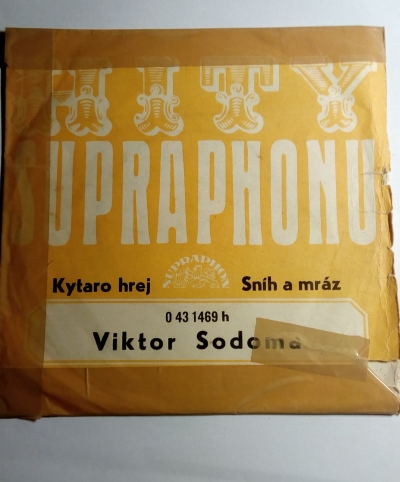 HITY
SUPRAPHONU
SUPRAPHON
Kytaro hrej Sníh a mráz
0 43 1469 h
Viktor Sodoma